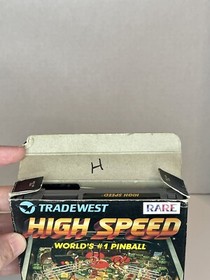 H
HIGH SPEED
TRADEWEST
RARE
HIGH SPEED
WORLD'S #1 PINBALL